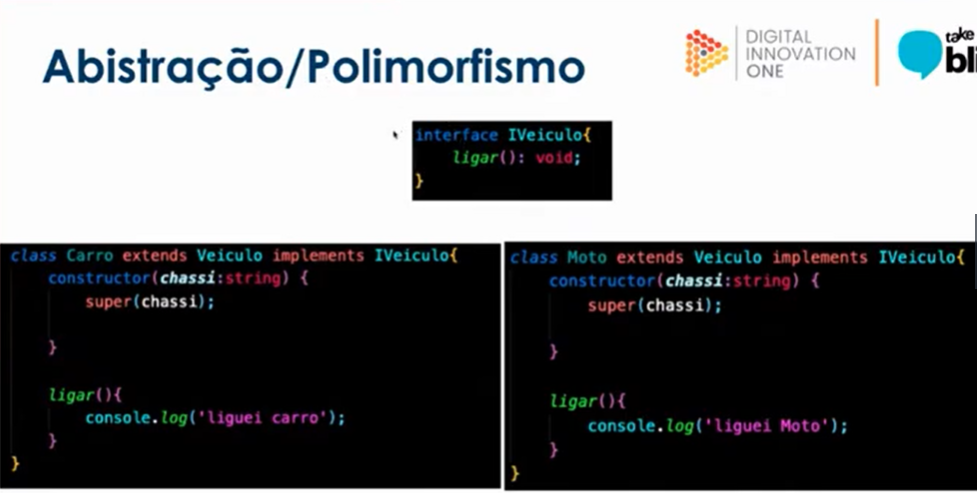 Abistração/Polimorfismo
DIGITAL
INNOVATION
ONE
take
interface IVeiculo{
ligar(): void;
}
class Carro extends Veiculo implements IVeiculo{
constructor(chassi:string) {
super(chassi);
}
ligar(){
console.log('liguei carro');
}
}
class Moto extends Veiculo implements IVeiculo{
constructor(chassi:string) {
super(chassi);
}
ligar(){
console.log('liguei Moto');
}
}